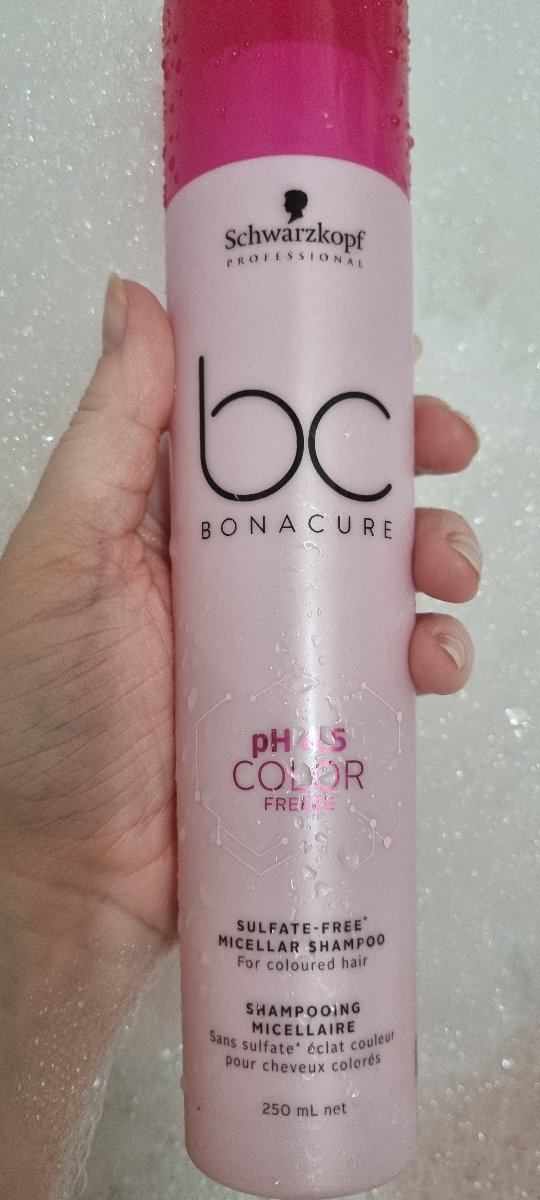 Schwarzkopf
PROFESSIONAL
bc
BONACURE
pH 4.5
COLOR
FREEZE
SULFATE-FREE*
MICELLAR SHAMPOO
For coloured hair
SHAMPOOING
MICELLAIRE
Sans sulfate* éclat couleur
pour cheveux colorés
250 mL net